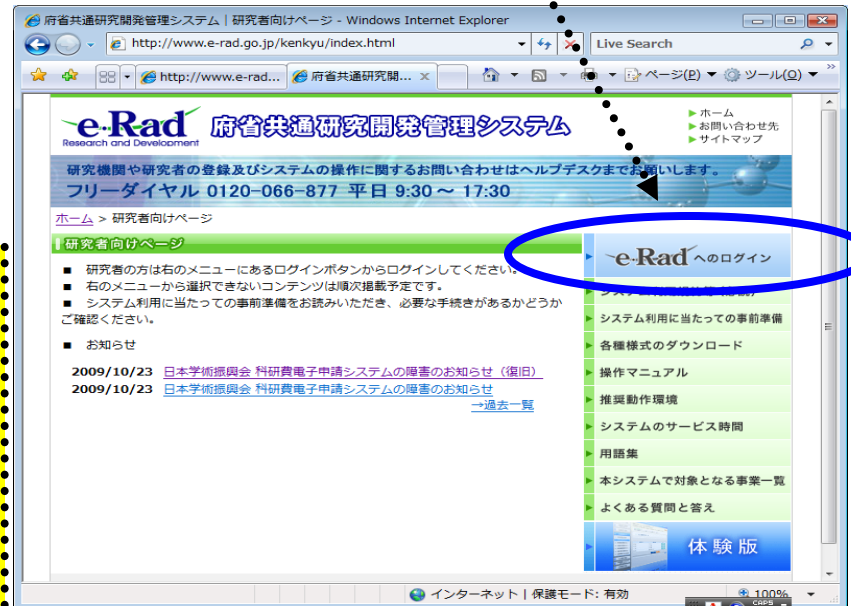 府省共通研究開発管理システム | 研究者向けページ - Windows Internet Explorer
http://www.e-rad.go.jp/kenkyu/index.html
Live Search
http://www.e-rad... 府省共通研究開... x ページ(P) ツール(O) »
e-Rad
Research and Development
府省共通研究開発管理システム
ホーム
お問い合わせ先
サイトマップ
研究機関や研究者の登録及びシステムの操作に関するお問い合わせはヘルプデスクまでお願いします。
フリーダイヤル 0120-066-877 平日 9:30～ 17:30
ホーム > 研究者向けページ
研究者向けページ
■ 研究者の方は右のメニューにあるログインボタンからログインしてください。
■ 右のメニューから選択できないコンテンツは順次掲載予定です。
■ システム利用に当たっての事前準備をお読みいただき、必要な手続きがあるかどうか
ご確認ください。
■ お知らせ
2009/10/23 日本学術振興会 科研費電子申請システムの障害のお知らせ（復旧）
2009/10/23 日本学術振興会 科研費電子申請システムの障害のお知らせ
→過去一覧
e-Radへのログイン
システム利用に当たっての事前準備
各種様式のダウンロード
操作マニュアル
推奨動作環境
システムのサービス時間
用語集
本システムで対象となる事業一覧
よくある質問と答え
体験版
インターネット | 保護モード: 有効
100%
CAPS